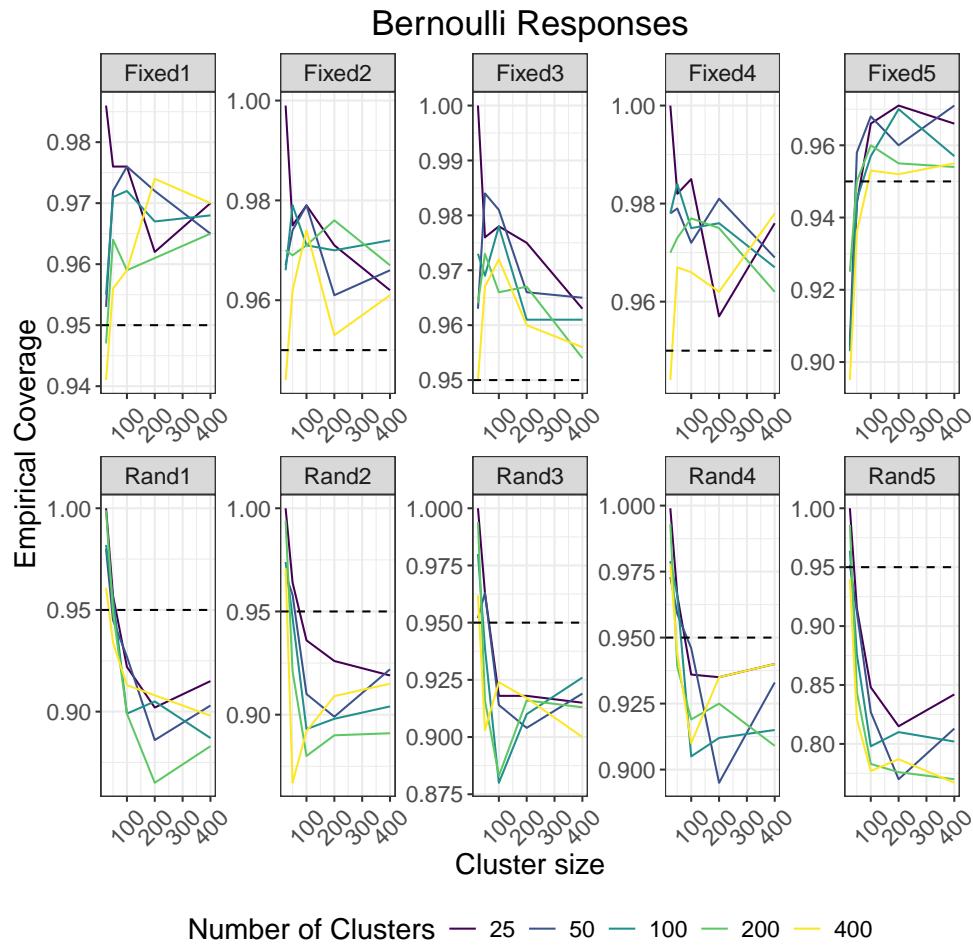 Bernoulli Responses
Fixed1 Fixed2 Fixed3 Fixed4 Fixed5
0.98 0.97 0.96 0.95 0.94
1.00 0.98 0.96
1.00 0.99 0.98 0.97 0.96 0.95
1.00 0.98 0.96
0.96 0.94 0.92 0.90
100 200 300 400 100 200 300 400 100 200 300 400 100 200 300 400 100 200 300 400
Empirical Coverage
Rand1 Rand2 Rand3 Rand4 Rand5
1.00 0.95 0.90
1.00 0.95 0.90
1.000 0.975 0.950 0.925 0.900 0.875
1.000 0.975 0.950 0.925 0.900
1.00 0.95 0.90 0.85 0.80
100 200 300 400 100 200 300 400 100 200 300 400 100 200 300 400 100 200 300 400
Cluster size
Number of Clusters 25 50 100 200 400